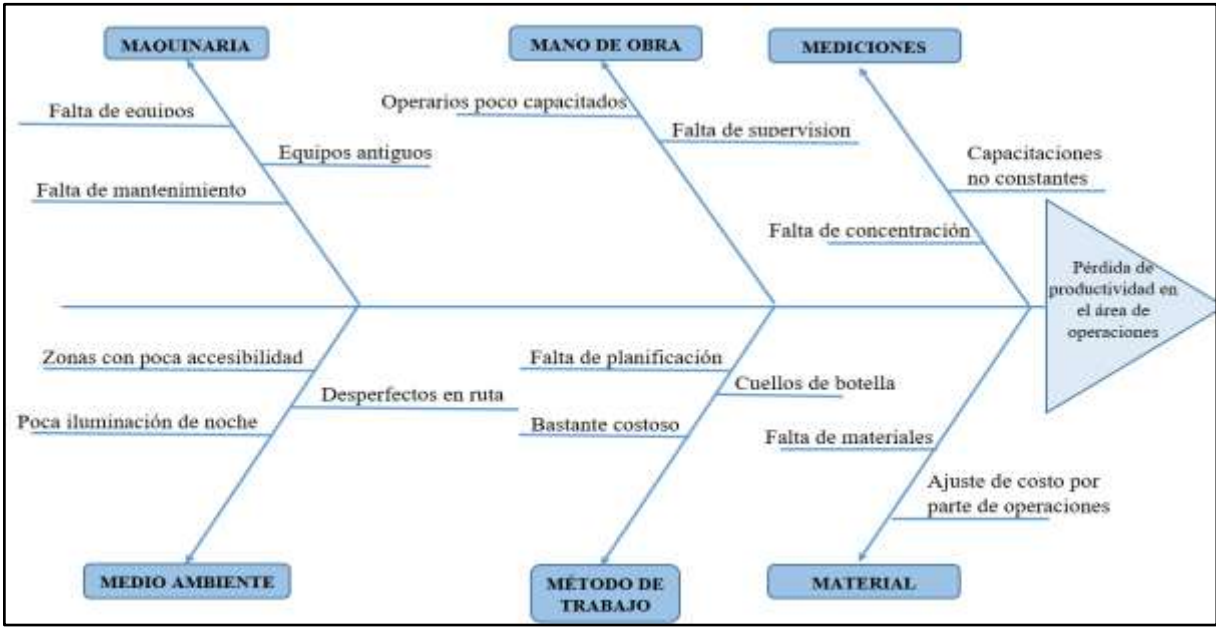 MAQUINARIA
MANO DE OBRA
MEDICIONES
Falta de equipos
Equipos antiguos
Falta de mantenimiento
Operarios poco capacitados
Falta de supervision
Capacitaciones
no constantes
Falta de concentración
Pérdida de
productividad en
el área de
operaciones
Zonas con poca accesibilidad
Desperfectos en ruta
Poca iluminación de noche
Falta de planificación
Cuellos de botella
Bastante costoso
Falta de materiales
Ajuste de costo por
parte de operaciones
MEDIO AMBIENTE
MÉTODO DE
TRABAJO
MATERIAL